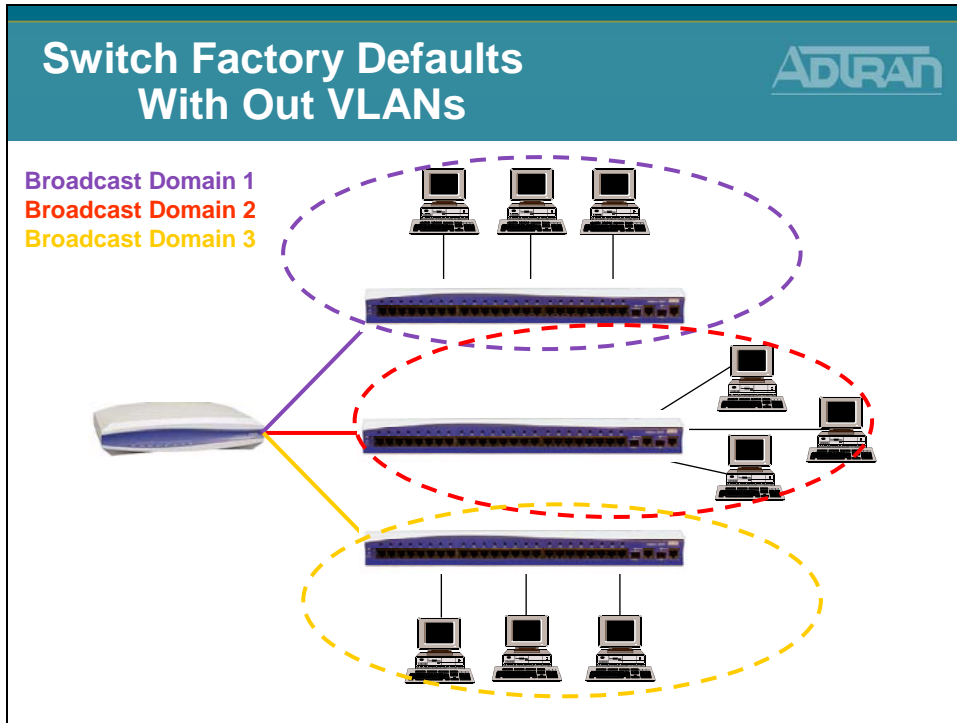 Switch Factory Defaults
With Out VLANs
ADTRAN
Broadcast Domain 1
Broadcast Domain 2
Broadcast Domain 3